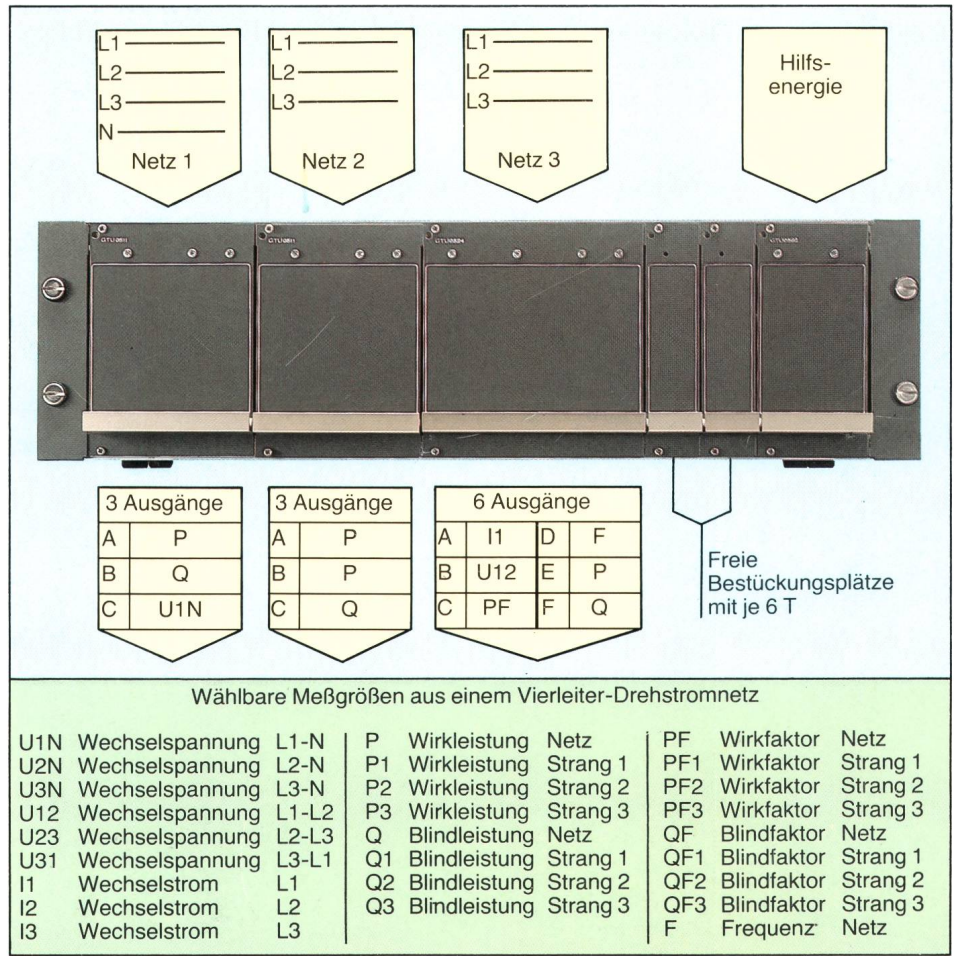 L1
L2
L3
N
Netz 1
L1
L2
L3
Netz 2
L1
L2
L3
Netz 3
Hilfs-
energie
3 Ausgänge
A P
B Q
C U1N
3 Ausgänge
A P
B P
C Q
6 Ausgänge
A I1 D F
B U12 E P
C PF F Q
Freie
Bestückungsplätze
mit je 6 T
Wählbare Meßgrößen aus einem Vierleiter-Drehstromnetz
U1N Wechselspannung L1-N
U2N Wechselspannung L2-N
U3N Wechselspannung L3-N
U12 Wechselspannung L1-L2
U23 Wechselspannung L2-L3
U31 Wechselspannung L3-L1
I1 Wechselstrom L1
I2 Wechselstrom L2
I3 Wechselstrom L3
P Wirkleistung Netz
P1 Wirkleistung Strang 1
P2 Wirkleistung Strang 2
P3 Wirkleistung Strang 3
Q Blindleistung Netz
Q1 Blindleistung Strang 1
Q2 Blindleistung Strang 2
Q3 Blindleistung Strang 3
PF Wirkfaktor Netz
PF1 Wirkfaktor Strang 1
PF2 Wirkfaktor Strang 2
PF3 Wirkfaktor Strang 3
QF Blindfaktor Netz
QF1 Blindfaktor Strang 1
QF2 Blindfaktor Strang 2
QF3 Blindfaktor Strang 3
F Frequenz Netz